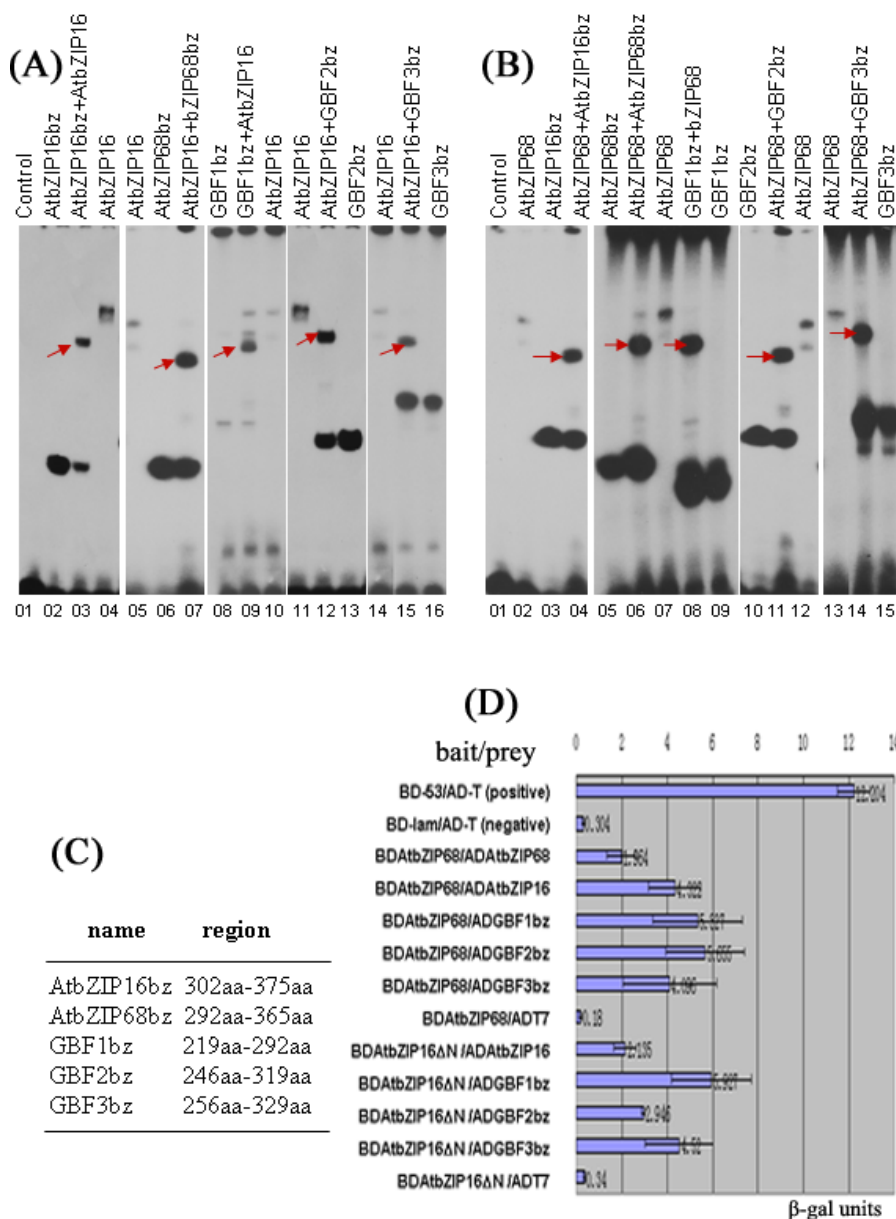 (A)
Control
AtbZIP16bz
AtbZIP16bz+AtbZIP16
AtbZIP16
AtbZIP16
AtbZIP68bz
AtbZIP16+bZIP68bz
GBF1bz
GBF1bz+AtbZIP16
AtbZIP16
AtbZIP16
AtbZIP16+GBF2bz
GBF2bz
AtbZIP16
AtbZIP16+GBF3bz
GBF3bz
01 02 03 04 05 06 07 08 09 10 11 12 13 14 15 16
(B)
Control
AtbZIP68
AtbZIP16bz
AtbZIP68+AtbZIP16bz
AtbZIP68bz
AtbZIP68+AtbZIP68bz
AtbZIP68
GBF1bz+bZIP68
GBF1bz
GBF2bz
AtbZIP68+GBF2bz
AtbZIP68
AtbZIP68
AtbZIP68+GBF3bz
GBF3bz
01 02 03 04 05 06 07 08 09 10 11 12 13 14 15
(C)
name region
AtbZIP16bz 302aa-375aa
AtbZIP68bz 292aa-365aa
GBF1bz 219aa-292aa
GBF2bz 246aa-319aa
GBF3bz 256aa-329aa
(D)
bait/prey
0 2 4 6 8 10 12
BD-53/AD-T (positive)
BD-lam/AD-T (negative) 0.304
BDAtbZIP68/ADAtbZIP68
BDAtbZIP68/ADAtbZIP16
BDAtbZIP68/ADGBF1bz
BDAtbZIP68/ADGBF2bz
BDAtbZIP68/ADGBF3bz 4.096
BDAtbZIP68/ADT7 0.18
BDAtbZIP16ΔN/ADAtbZIP16
BDAtbZIP16ΔN/ADGBF1bz 5.927
BDAtbZIP16ΔN/ADGBF2bz 2.946
BDAtbZIP16ΔN/ADGBF3bz 4.52
BDAtbZIP16ΔN/ADT7 0.34
β-gal units